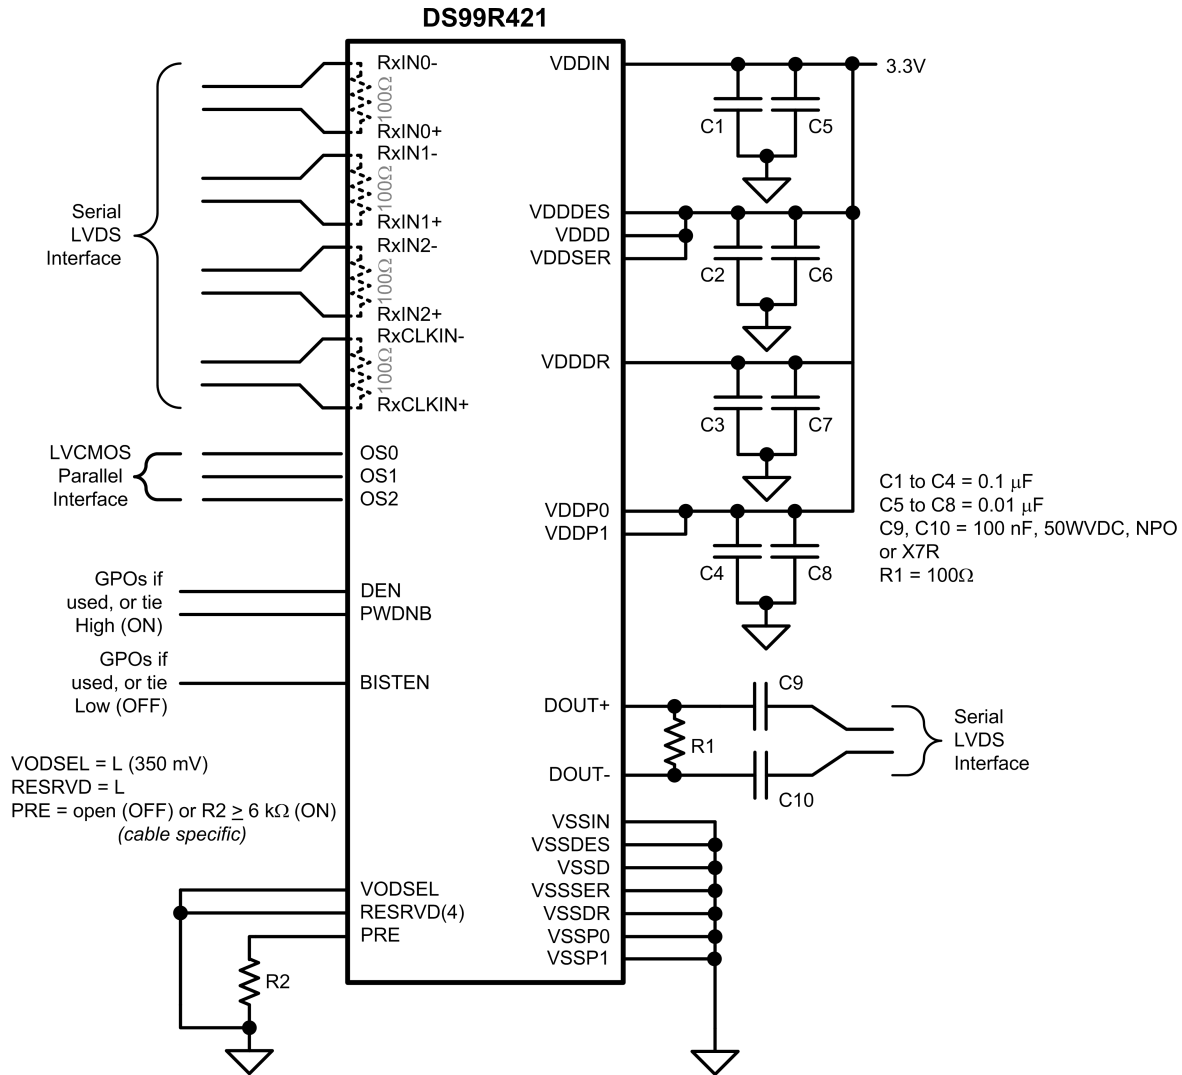 DS99R421
RxIN0-
100Ω
RxIN0+
RxIN1-
100Ω
RxIN1+
RxIN2-
100Ω
RxIN2+
RxCLKIN-
100Ω
RxCLKIN+
Serial
LVDS
Interface
LVCMOS
Parallel
Interface
OS0
OS1
OS2
GPOs if
used, or tie
High (ON)
DEN
PWDNB
GPOs if
used, or tie
Low (OFF)
BISTEN
VODSEL = L (350 mV)
RESRVD = L
PRE = open (OFF) or R2 ≥ 6 kΩ (ON)
(cable specific)
VODSEL
RESRVD(4)
PRE
R2
VDDIN
3.3V
C1
C5
VDDDES
VDDD
VDDSER
C2
C6
VDDDR
C3
C7
VDDP0
VDDP1
C4
C8
C1 to C4 = 0.1 μF
C5 to C8 = 0.01 μF
C9, C10 = 100 nF, 50WVDC, NPO
or X7R
R1 = 100Ω
DOUT+
C9
R1
DOUT-
C10
Serial
LVDS
Interface
VSSIN
VSSDES
VSSD
VSSSER
VSSDR
VSSP0
VSSP1